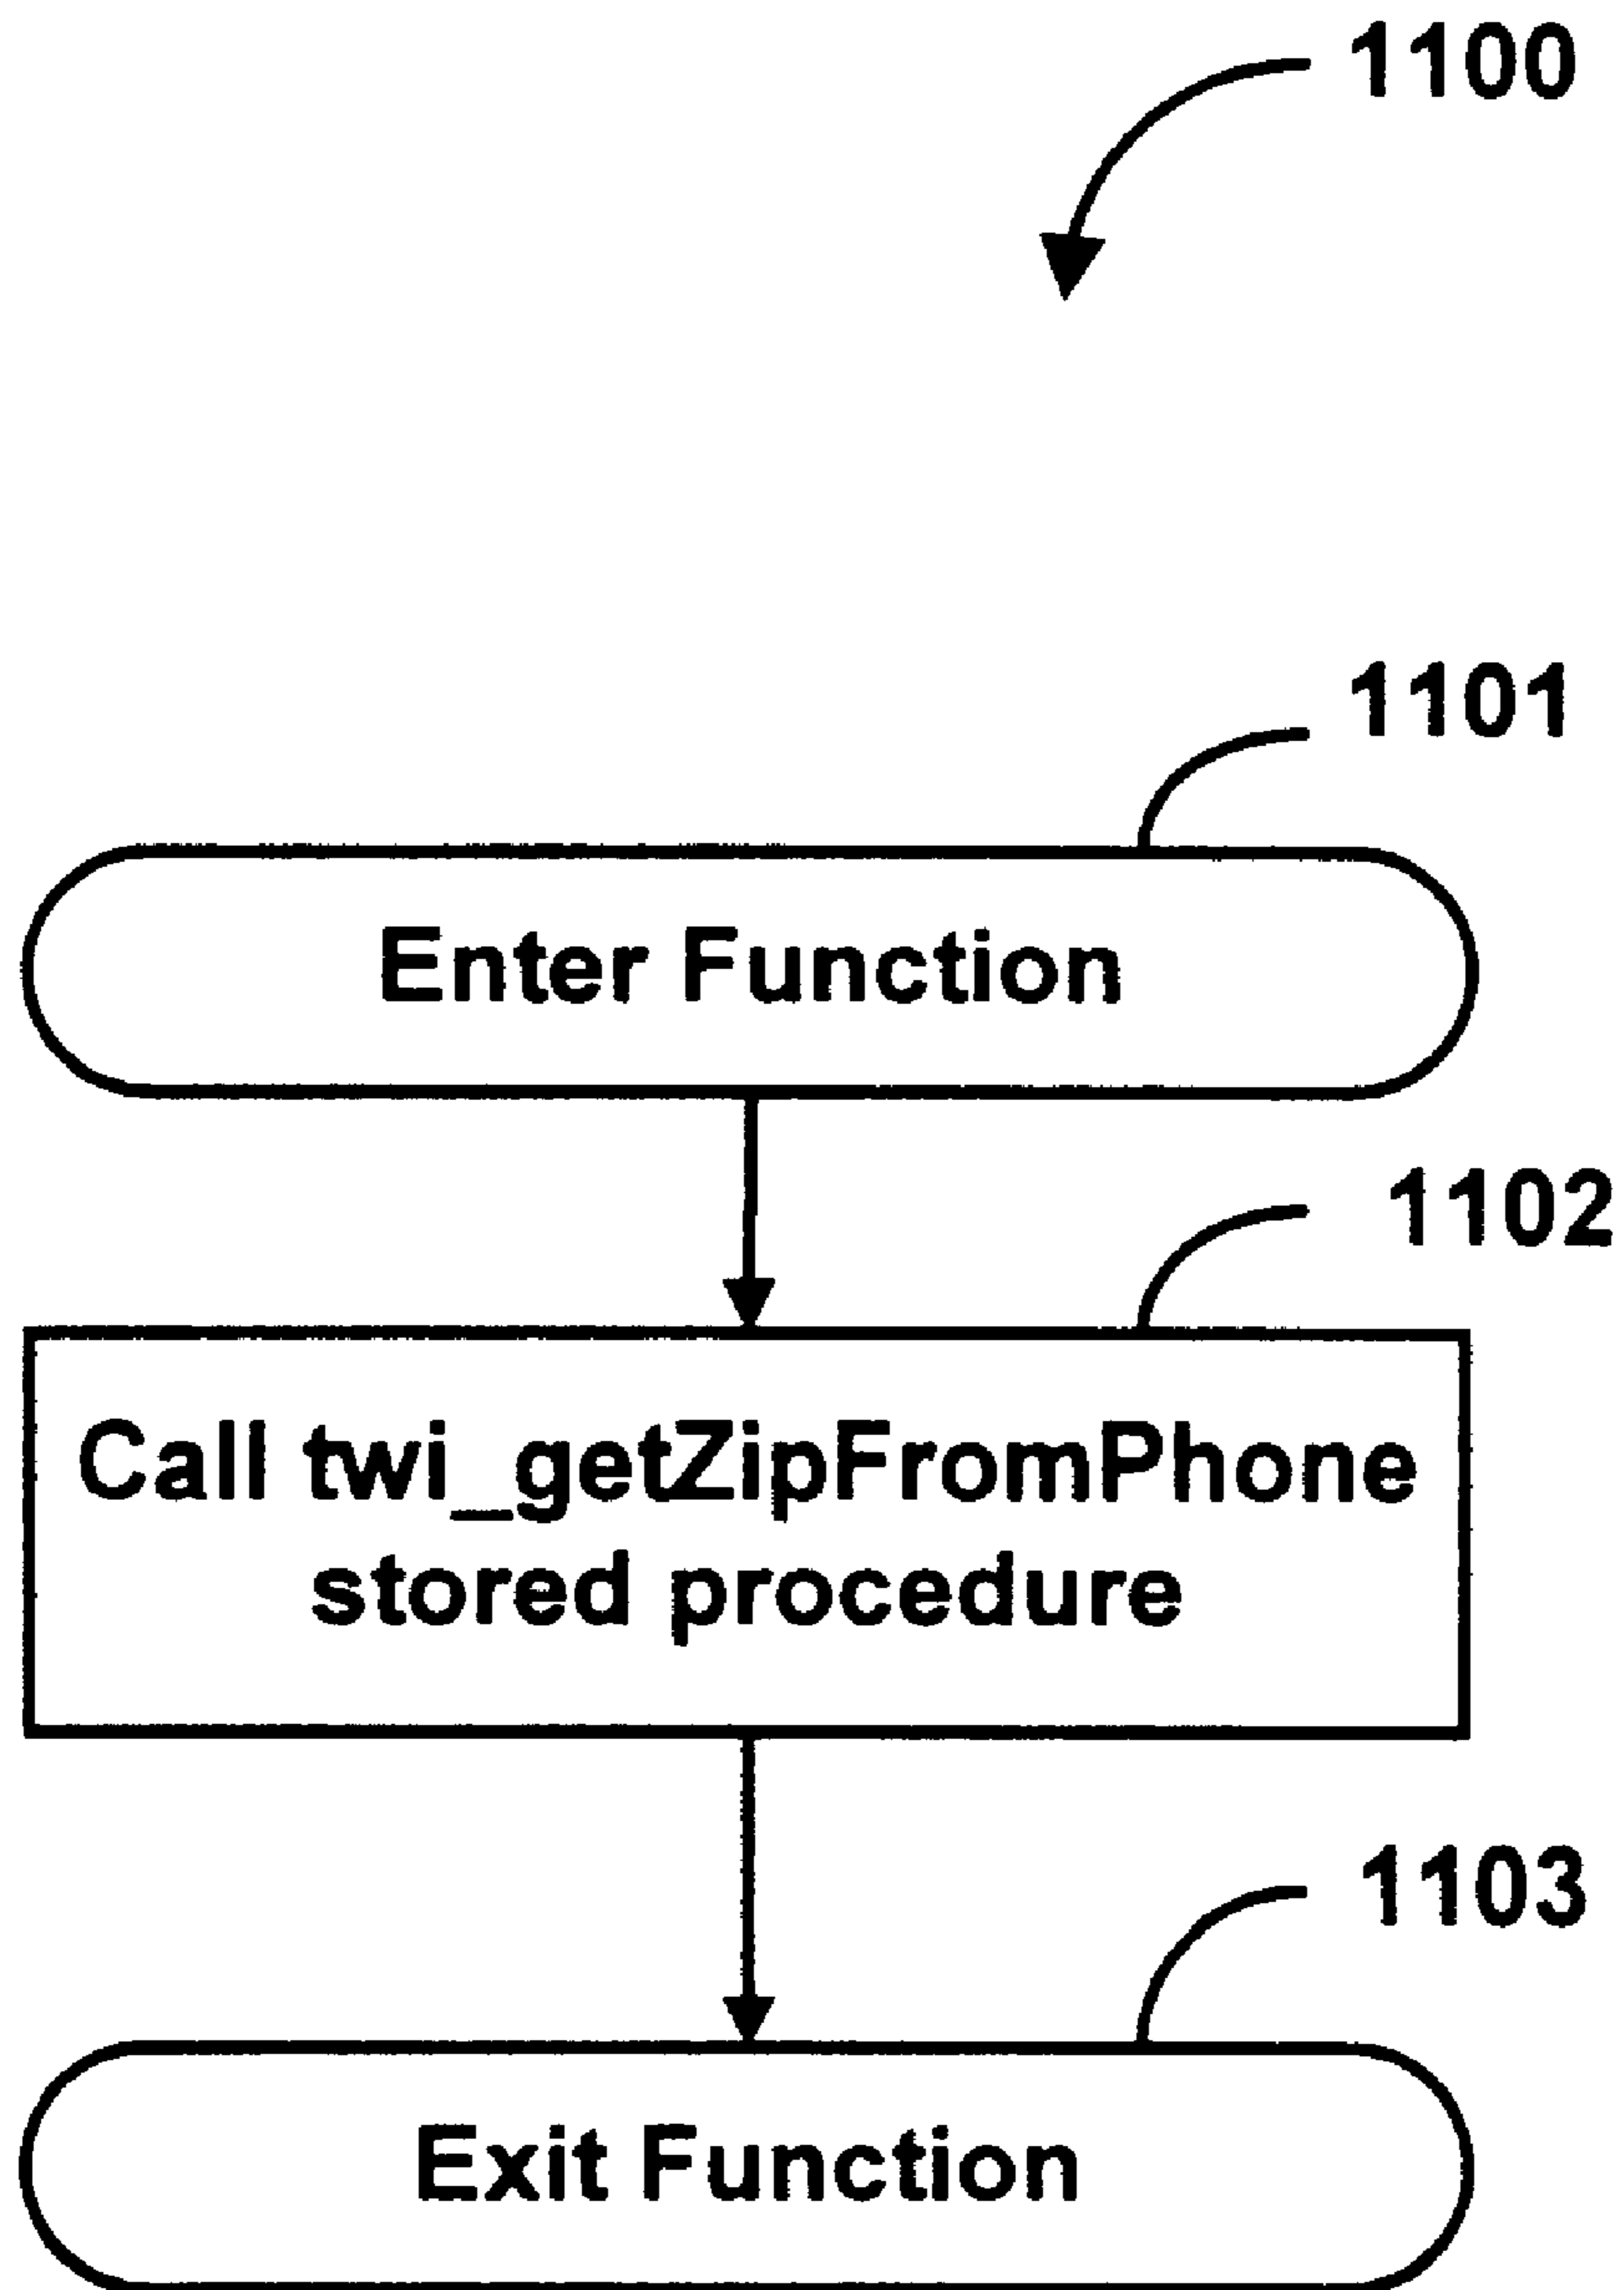 1100
1101
Enter Function
1102
Call twi_getZipFromPhone
stored procedure
1103
Exit Function